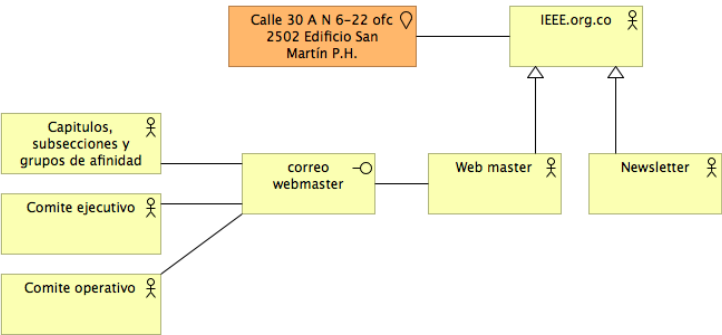 Calle 30 A N 6-22 ofc
2502 Edificio San
Martín P.H.
IEEE.org.co
Capitulos,
subsecciones y
grupos de afinidad
correo
webmaster
Web master
Newsletter
Comite ejecutivo
Comite operativo